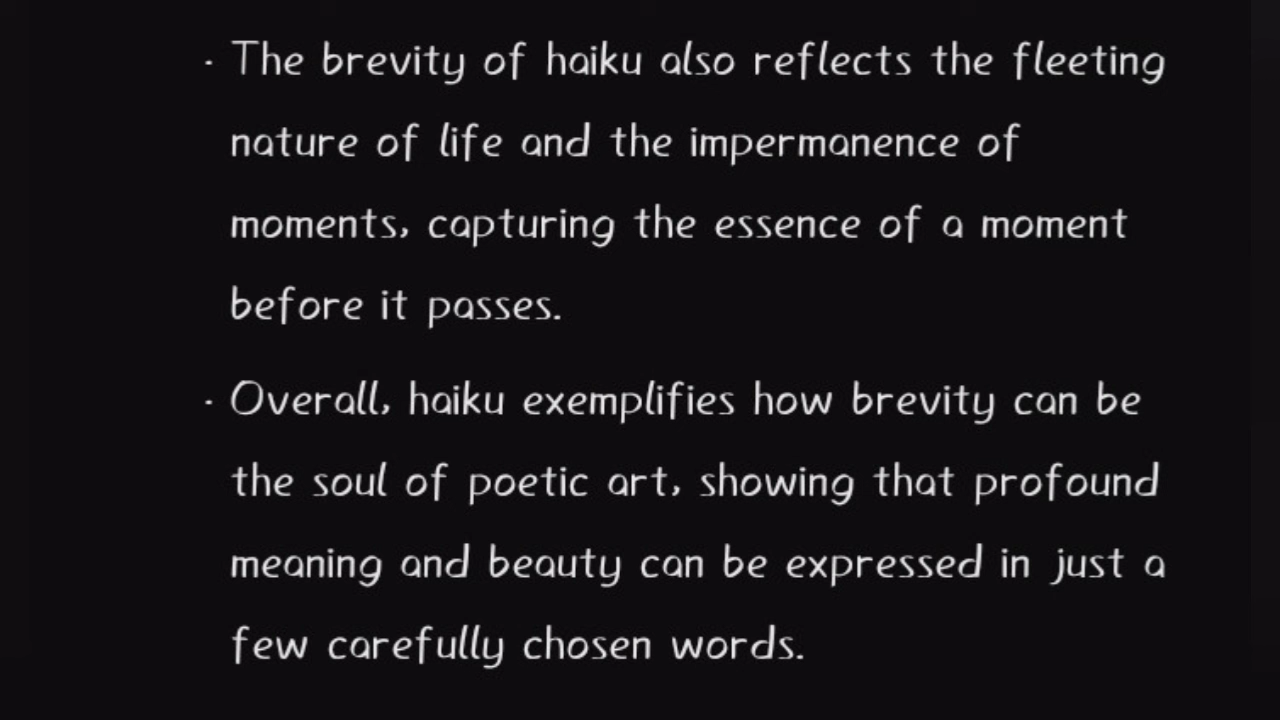 · The brevity of haiku also reflects the fleeting
nature of life and the impermanence of
moments, capturing the essence of a moment
before it passes.
· Overall, haiku exemplifies how brevity can be
the soul of poetic art, showing that profound
meaning and beauty can be expressed in just a
few carefully chosen words.